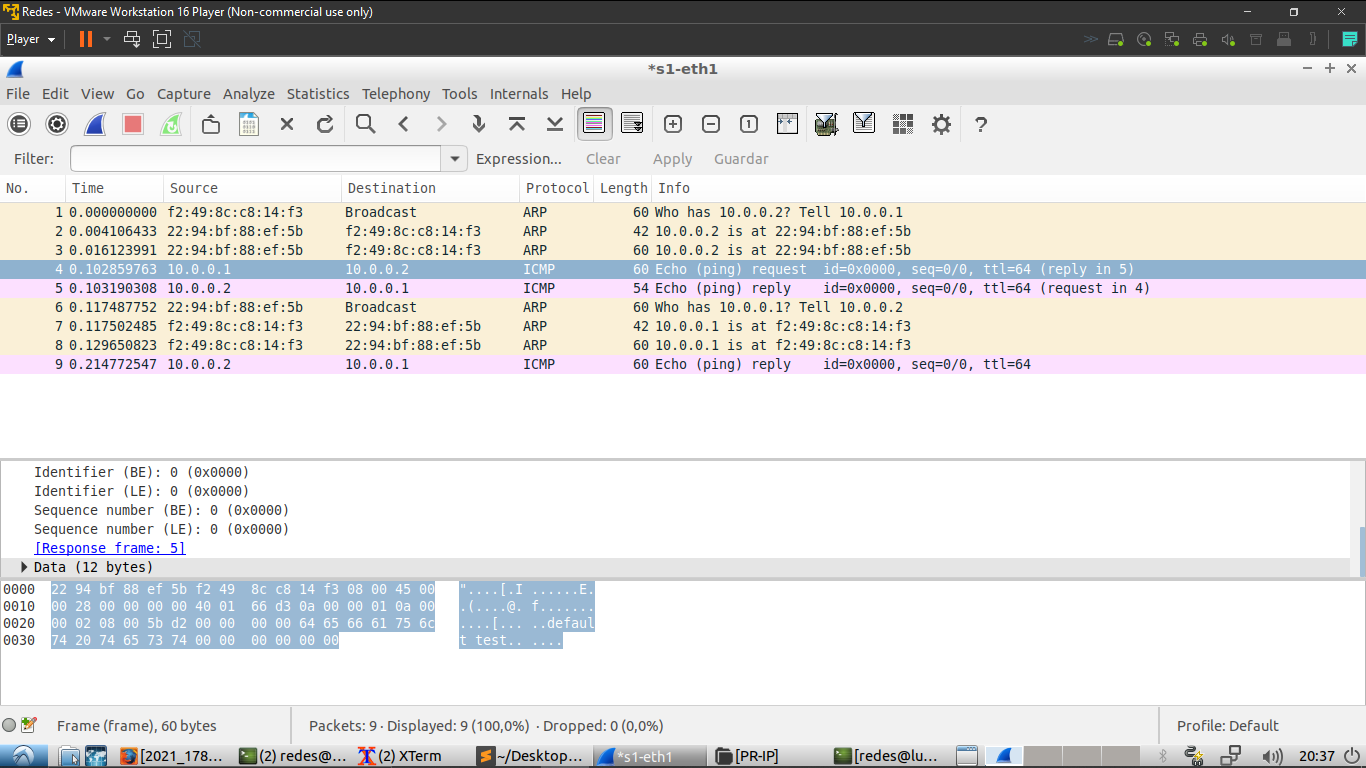 Redes - VMware Workstation 16 Player (Non-commercial use only)
Player
*s1-eth1
File Edit View Go Capture Analyze Statistics Telephony Tools Internals Help
Filter: Expression... Clear Apply Guardar
No. Time Source Destination Protocol Length Info
1 0.000000000 f2:49:8c:c8:14:f3 Broadcast ARP 60 Who has 10.0.0.2? Tell 10.0.0.1
2 0.004106433 22:94:bf:88:ef:5b f2:49:8c:c8:14:f3 ARP 42 10.0.0.2 is at 22:94:bf:88:ef:5b
3 0.016123991 22:94:bf:88:ef:5b f2:49:8c:c8:14:f3 ARP 60 10.0.0.2 is at 22:94:bf:88:ef:5b
4 0.102859763 10.0.0.1 10.0.0.2 ICMP 60 Echo (ping) request id=0x0000, seq=0/0, ttl=64 (reply in 5)
5 0.103190308 10.0.0.2 10.0.0.1 ICMP 54 Echo (ping) reply id=0x0000, seq=0/0, ttl=64 (request in 4)
6 0.117487752 22:94:bf:88:ef:5b Broadcast ARP 60 Who has 10.0.0.1? Tell 10.0.0.2
7 0.117502485 f2:49:8c:c8:14:f3 22:94:bf:88:ef:5b ARP 42 10.0.0.1 is at f2:49:8c:c8:14:f3
8 0.129650823 f2:49:8c:c8:14:f3 22:94:bf:88:ef:5b ARP 60 10.0.0.1 is at f2:49:8c:c8:14:f3
9 0.214772547 10.0.0.2 10.0.0.1 ICMP 60 Echo (ping) reply id=0x0000, seq=0/0, ttl=64
Identifier (BE): 0 (0x0000)
Identifier (LE): 0 (0x0000)
Sequence number (BE): 0 (0x0000)
Sequence number (LE): 0 (0x0000)
[Response frame: 5]
Data (12 bytes)
0000 22 94 bf 88 ef 5b f2 49 8c c8 14 f3 08 00 45 00 "....[.I ......E.
0010 00 28 00 00 00 00 40 01 66 d3 0a 00 00 01 0a 00 .(....@. f.......
0020 00 02 08 00 5b d2 00 00 00 00 64 65 66 61 75 6c ....[... ..defaul
0030 74 20 74 65 73 74 00 00 00 00 00 00 t test.. ....
Frame (frame), 60 bytes Packets: 9 · Displayed: 9 (100,0%) · Dropped: 0 (0,0%) Profile: Default
[2021_178... (2) redes@... (2) XTerm ~/Desktop... *s1-eth1 [PR-IP] [redes@lu... 20:37